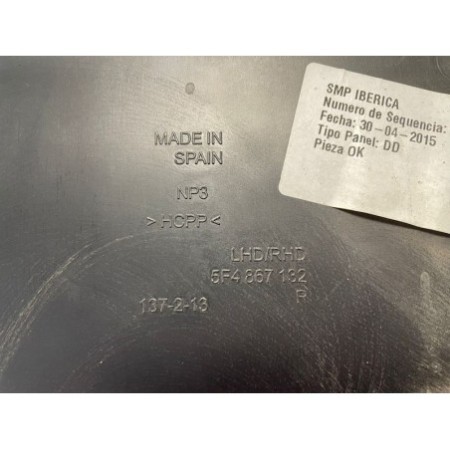 SMP IBERICA
Numero de Sequencia:
Fecha: 30-04-2015
Tipo Panel: DD
Pieza OK
MADE IN
SPAIN
NP3
>HCPP<
LHD/RHD
5F4 867 132
R
137-2-13